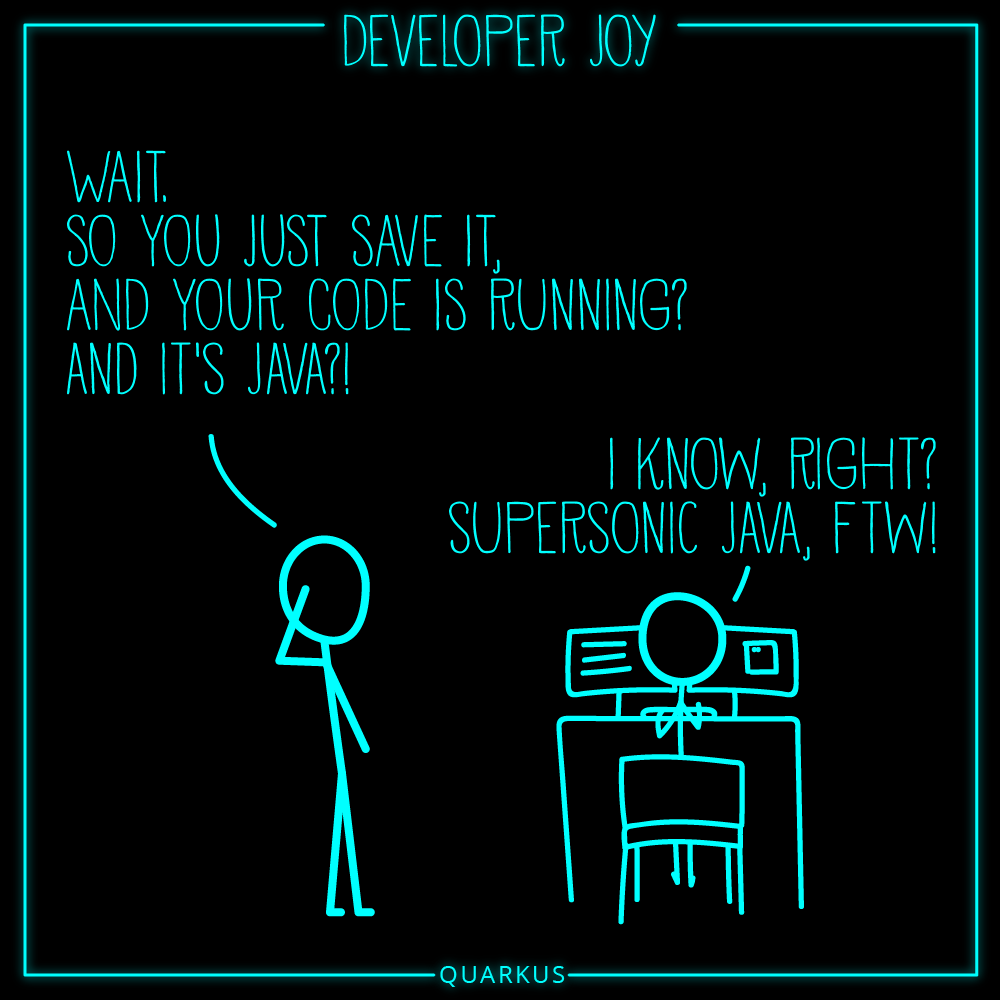 DEVELOPER JOY
WAIT.
SO YOU JUST SAVE IT,
AND YOUR CODE IS RUNNING?
AND IT'S JAVA?!
I KNOW, RIGHT?
SUPERSONIC JAVA, FTW!
QUARKUS